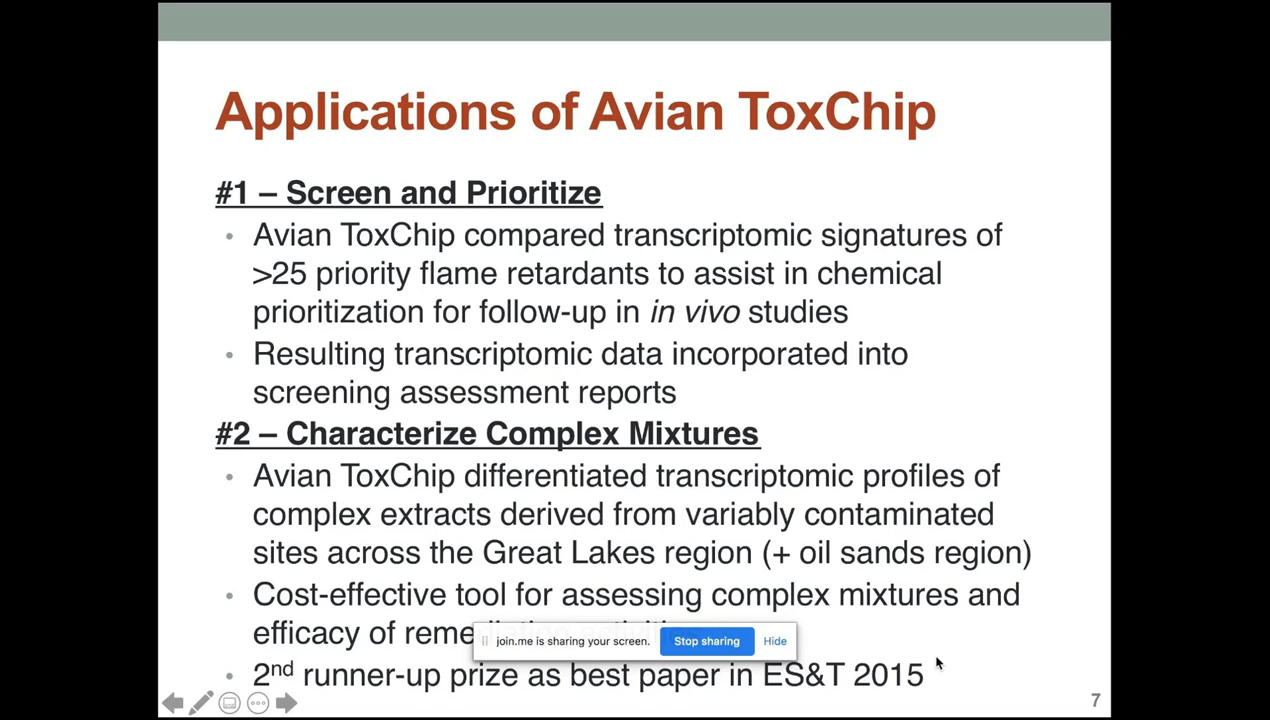 Applications of Avian ToxChip
#1 – Screen and Prioritize
• Avian ToxChip compared transcriptomic signatures of
>25 priority flame retardants to assist in chemical
prioritization for follow-up in in vivo studies
• Resulting transcriptomic data incorporated into
screening assessment reports
#2 – Characterize Complex Mixtures
• Avian ToxChip differentiated transcriptomic profiles of
complex extracts derived from variably contaminated
sites across the Great Lakes region (+ oil sands region)
• Cost-effective tool for assessing complex mixtures and
efficacy of
join.me is sharing your screen. Stop sharing Hide
• 2nd runner-up prize as best paper in ES&T 2015
7